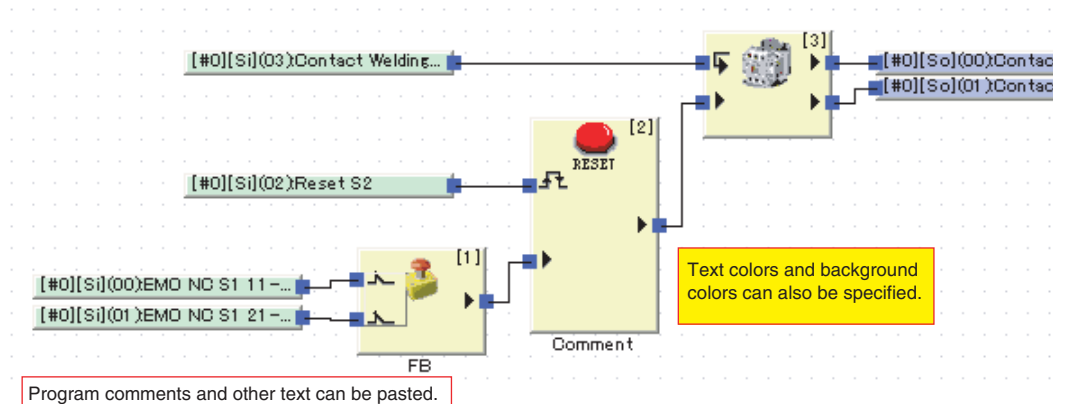 [3]
[#0][Si](03):Contact Welding...
[#0][So](00):Contac
[#0][So](01):Contac
[2]
RESET
[#0][Si](02):Reset S2
[1]
[#0][Si](00):EMO NC S1 11-...
[#0][Si](01):EMO NC S1 21-...
Text colors and background
colors can also be specified.
Comment
FB
Program comments and other text can be pasted.